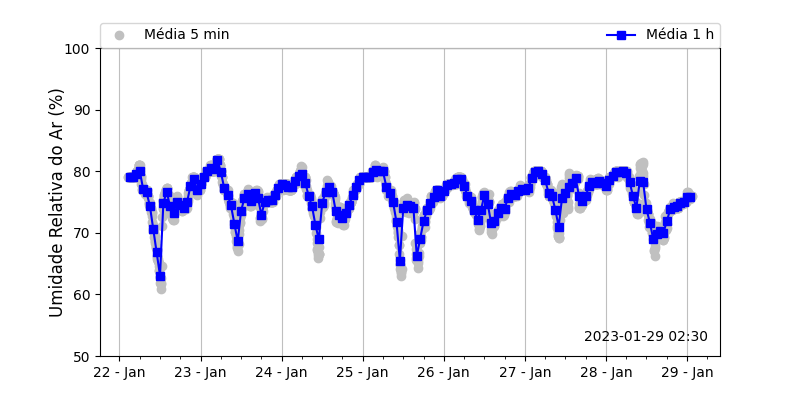 Média 5 min
Média 1 h
Umidade Relativa do Ar (%)
100
90
80
70
60
50
2023-01-29 02:30
22 - Jan
23 - Jan
24 - Jan
25 - Jan
26 - Jan
27 - Jan
28 - Jan
29 - Jan